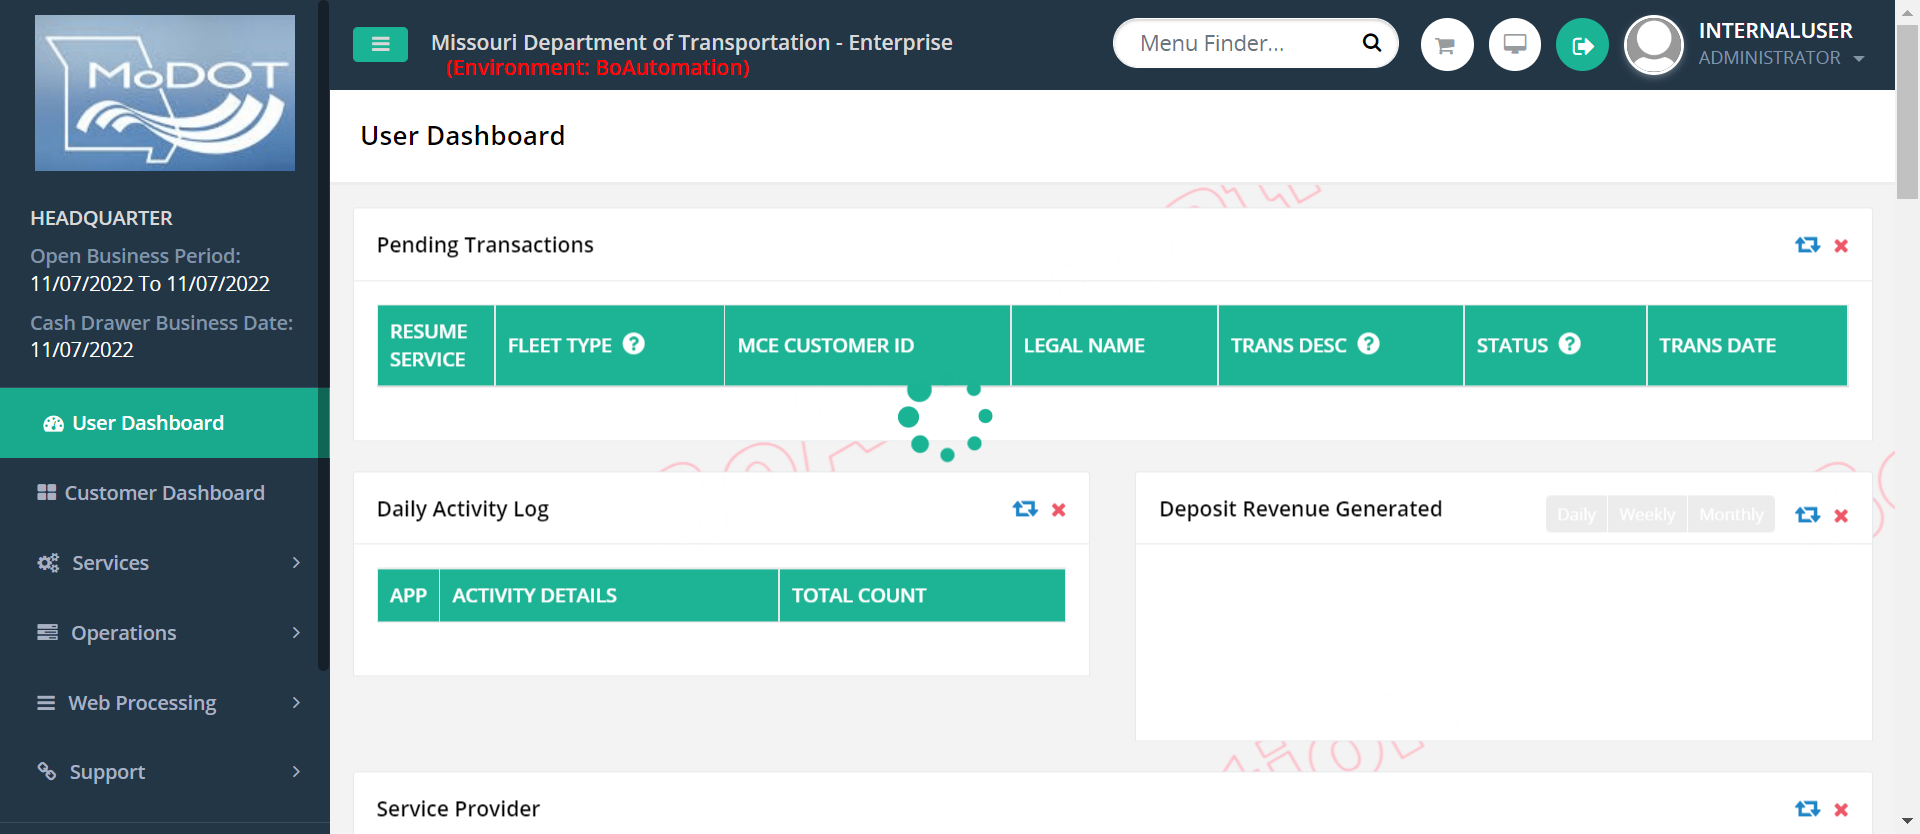 MoDOT
HEADQUARTER
Open Business Period:
11/07/2022 To 11/07/2022
Cash Drawer Business Date:
11/07/2022
User Dashboard
Customer Dashboard
Services
Operations
Web Processing
Support
Missouri Department of Transportation - Enterprise
(Environment: BoAutomation)
Menu Finder...
INTERNALUSER
ADMINISTRATOR
User Dashboard
Pending Transactions
RESUME SERVICE
FLEET TYPE
MCE CUSTOMER ID
LEGAL NAME
TRANS DESC
STATUS
TRANS DATE
Daily Activity Log
APP
ACTIVITY DETAILS
TOTAL COUNT
Deposit Revenue Generated
Daily
Weekly
Monthly
Service Provider